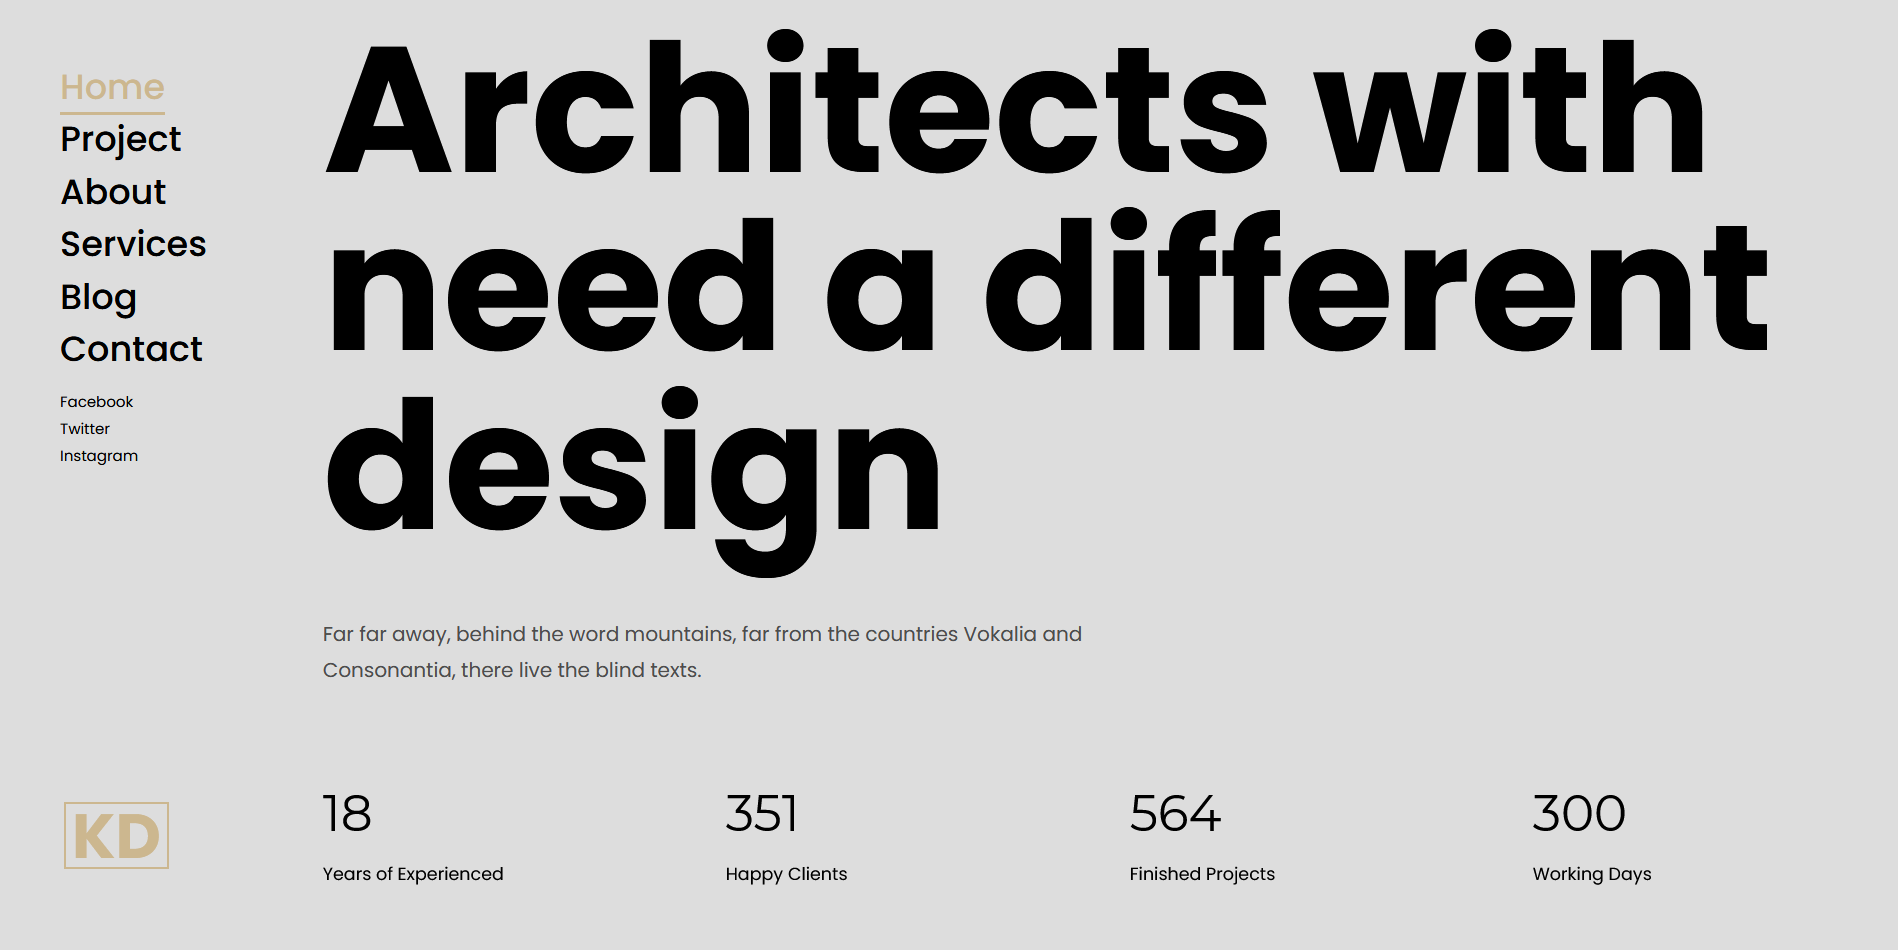 Home
Project
About
Services
Blog
Contact
Facebook
Twitter
Instagram
KD
Architects with
need a different
design
Far far away, behind the word mountains, far from the countries Vokalia and
Consonantia, there live the blind texts.
18
Years of Experienced
351
Happy Clients
564
Finished Projects
300
Working Days